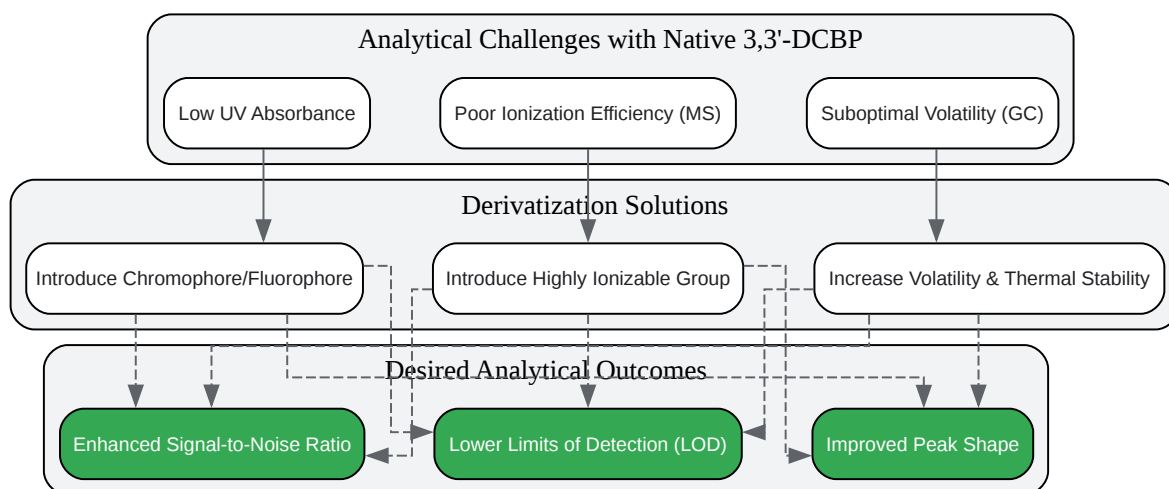 Analytical Challenges with Native 3,3'-DCBP
Low UV Absorbance
Poor Ionization Efficiency (MS)
Suboptimal Volatility (GC)
Derivatization Solutions
Introduce Chromophore/Fluorophore
Introduce Highly Ionizable Group
Increase Volatility & Thermal Stability
Desired Analytical Outcomes
Enhanced Signal-to-Noise Ratio
Lower Limits of Detection (LOD)
Improved Peak Shape